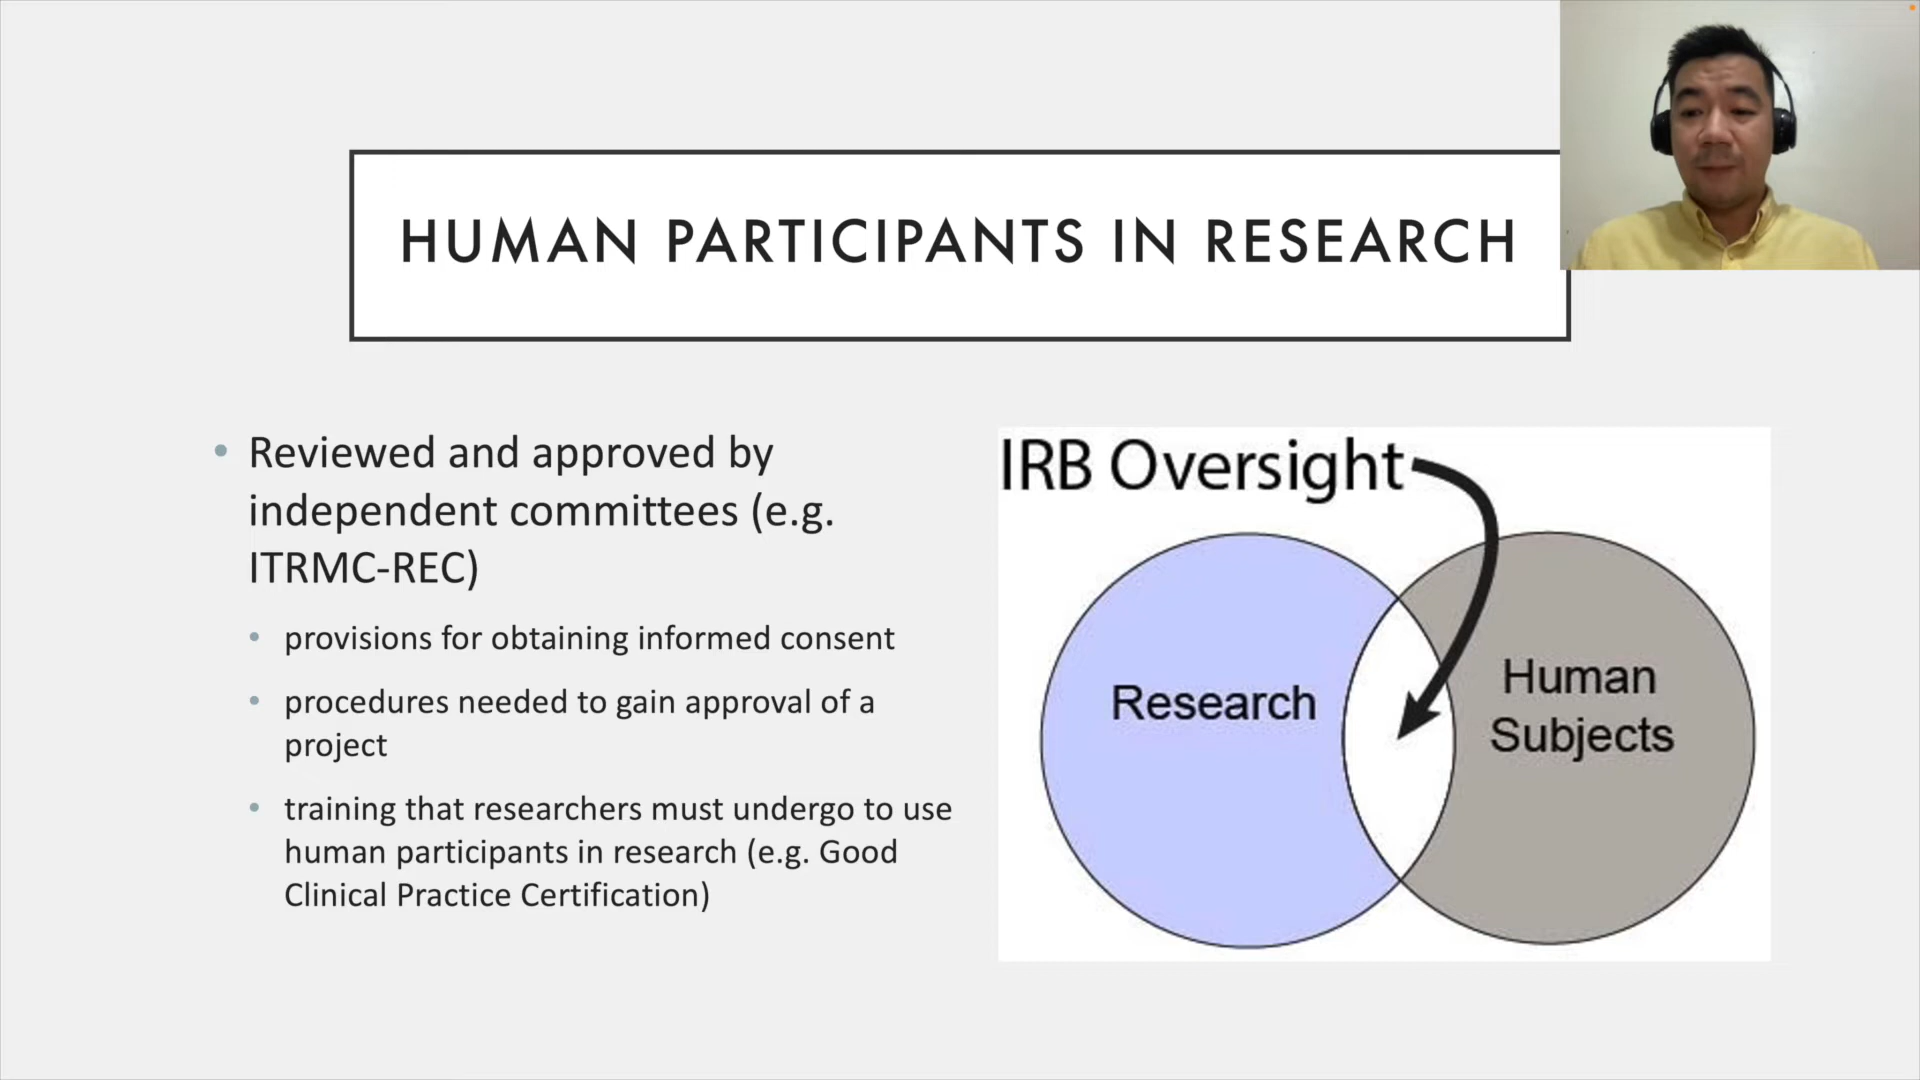 HUMAN PARTICIPANTS IN RESEARCH
• Reviewed and approved by
independent committees (e.g.
ITRMC-REC)
• provisions for obtaining informed consent
• procedures needed to gain approval of a
project
• training that researchers must undergo to use
human participants in research (e.g. Good
Clinical Practice Certification)
IRB Oversight
Research
Human
Subjects